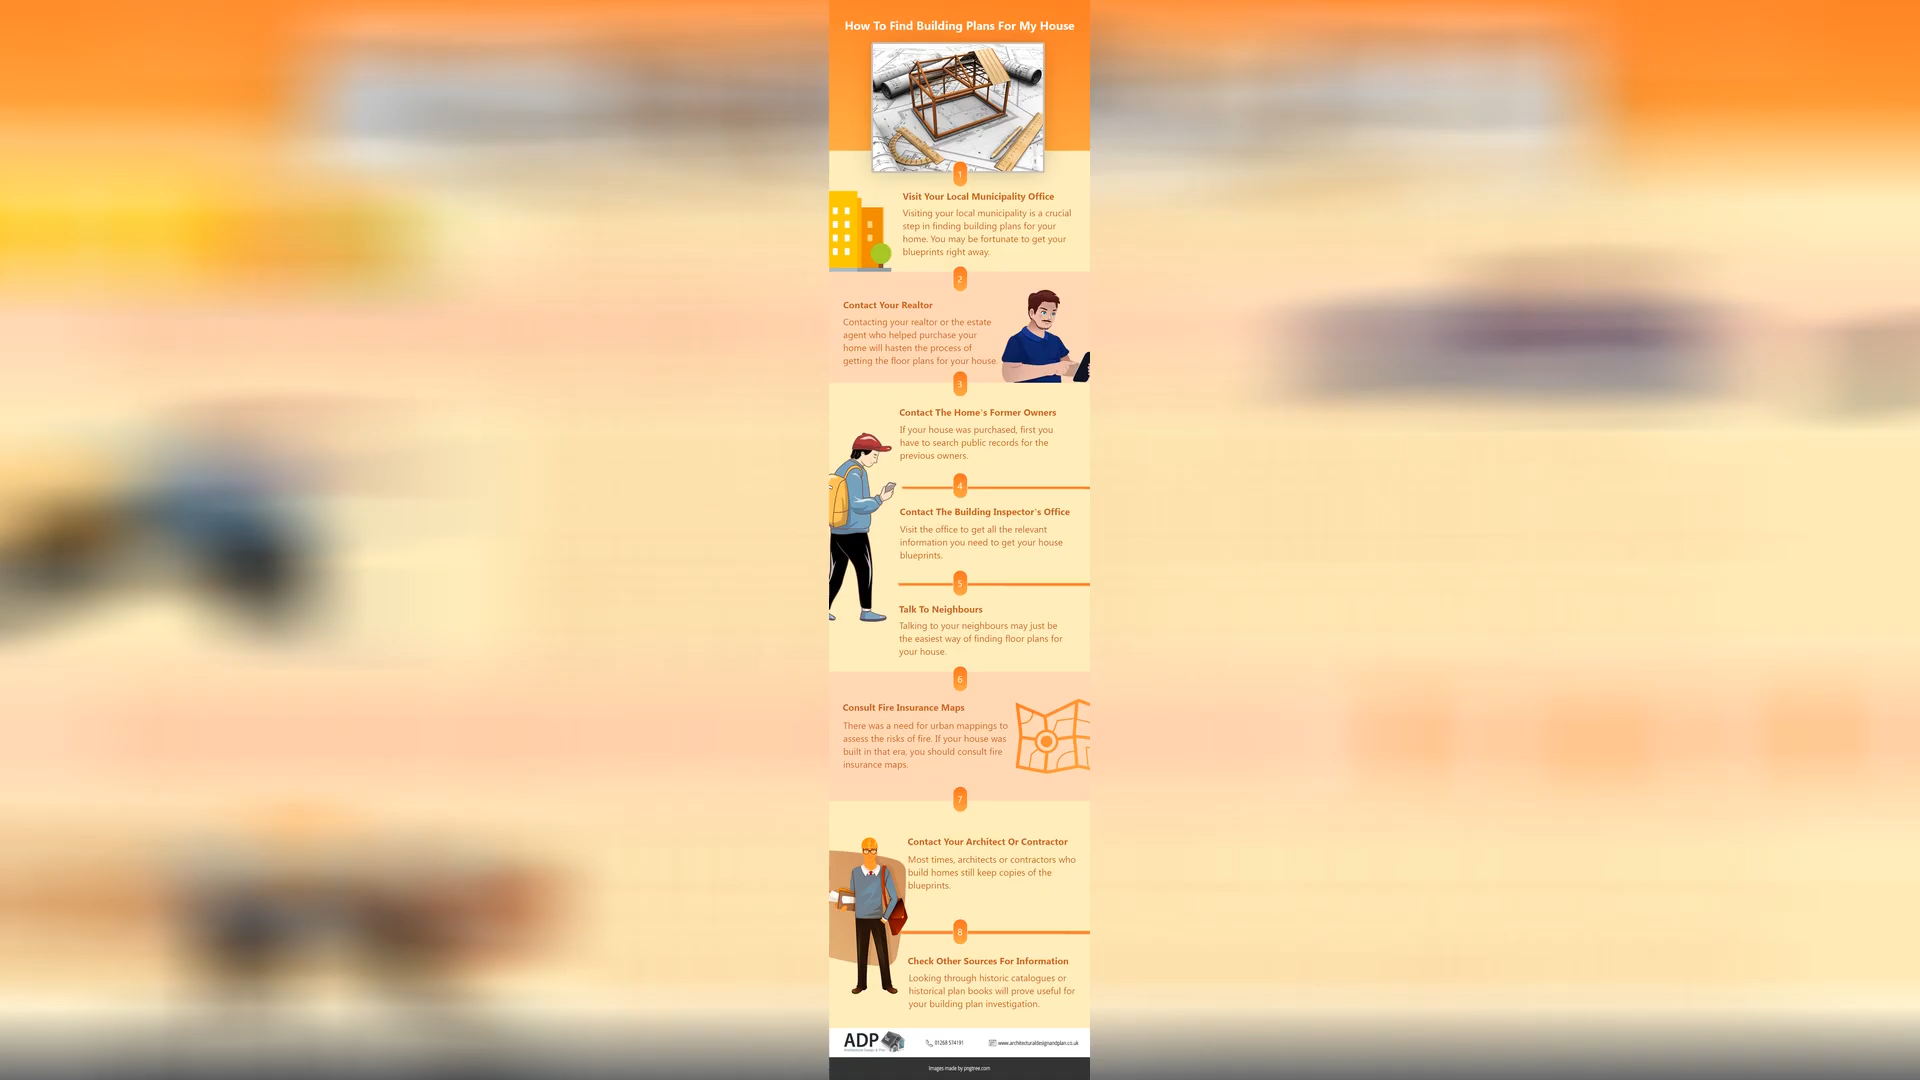 How To Find Building Plans For My House
1
Visit Your Local Municipality Office
Visiting your local municipality is a crucial
step in finding building plans for your
home. You may be fortunate to get your
blueprints right away.
2
Contact Your Realtor
Contacting your realtor or the estate
agent who helped purchase your
home will hasten the process of
getting the floor plans for your house.
3
Contact The Home's Former Owners
If your house was purchased, first you
have to search public records for the
previous owners.
4
Contact The Building Inspector's Office
Visit the office to get all the relevant
information you need to get your house
blueprints.
5
Talk To Neighbours
Talking to your neighbours may just be
the easiest way of finding floor plans for
your house.
6
Consult Fire Insurance Maps
There was a need for urban mappings to
assess the risks of fire. If your house was
built in that era, you should consult fire
insurance maps.
7
Contact Your Architect Or Contractor
Most times, architects or contractors who
build homes still keep copies of the
blueprints.
8
Check Other Sources For Information
Looking through historic catalogues or
historical plan books will prove useful for
your building plan investigation.
ADP
Architectural Design & Plan
01268 574191
www.architecturaldesignandplan.co.uk
Images made by pngtree.com